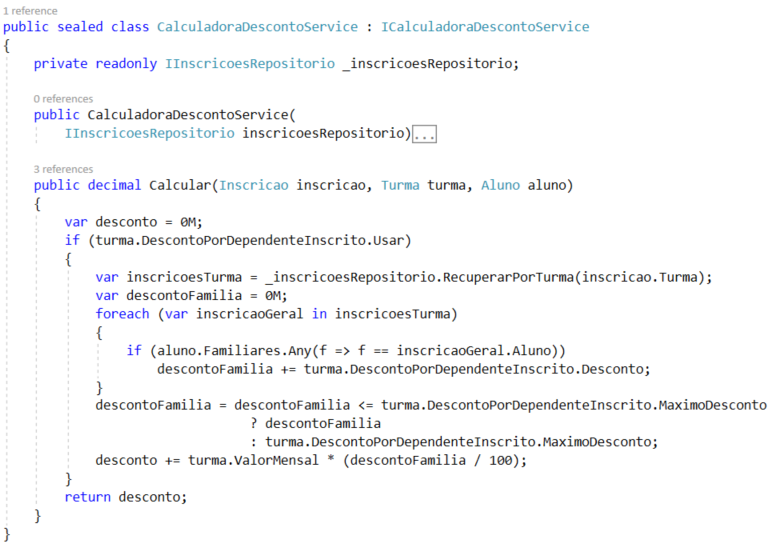 1 reference
public sealed class CalculadoraDescontoService : ICalculadoraDescontoService
{
private readonly IInscricoesRepositorio _inscricoesRepositorio;
0 references
public CalculadoraDescontoService(
IInscricoesRepositorio inscricoesRepositorio)...
3 references
public decimal Calcular(Inscricao inscricao, Turma turma, Aluno aluno)
{
var desconto = 0M;
if (turma.DescontoPorDependenteInscrito.Usar)
{
var inscricoesTurma = _inscricoesRepositorio.RecuperarPorTurma(inscricao.Turma);
var descontoFamilia = 0M;
foreach (var inscricaoGeral in inscricoesTurma)
{
if (aluno.Familiares.Any(f => f == inscricaoGeral.Aluno))
descontoFamilia += turma.DescontoPorDependenteInscrito.Desconto;
}
descontoFamilia = descontoFamilia <= turma.DescontoPorDependenteInscrito.MaximoDesconto
? descontoFamilia
: turma.DescontoPorDependenteInscrito.MaximoDesconto;
desconto += turma.ValorMensal * (descontoFamilia / 100);
}
return desconto;
}
}